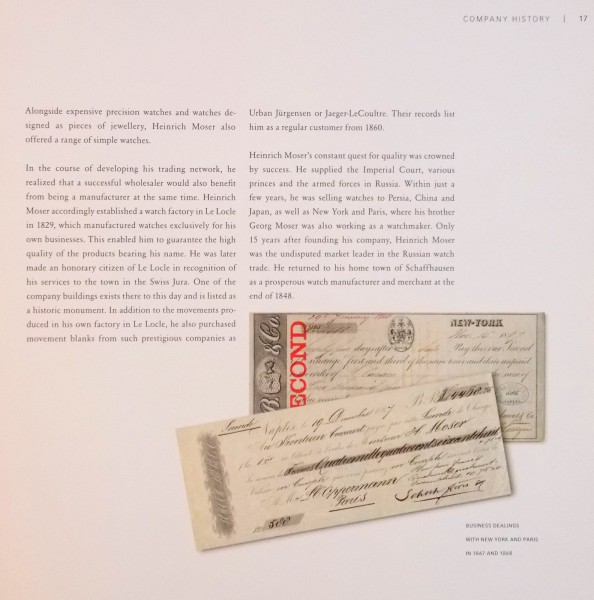 COMPANY HISTORY | 17
Alongside expensive precision watches and watches de-
signed as pieces of jewellery, Heinrich Moser also
offered a range of simple watches.
In the course of developing his trading network, he
realized that a successful wholesaler would also benefit
from being a manufacturer at the same time. Heinrich
Moser accordingly established a watch factory in Le Locle
in 1829, which manufactured watches exclusively for his
own businesses. This enabled him to guarantee the high
quality of the products bearing his name. He was later
made an honorary citizen of Le Locle in recognition of
his services to the town in the Swiss Jura. One of the
company buildings exists there to this day and is listed as
a historic monument. In addition to the movements pro-
duced in his own factory in Le Locle, he also purchased
movement blanks from such prestigious companies as
Urban Jürgensen or Jaeger-LeCoultre. Their records list
him as a regular customer from 1860.
Heinrich Moser's constant quest for quality was crowned
by success. He supplied the Imperial Court, various
princes and the armed forces in Russia. Within just a
few years, he was selling watches to Persia, China and
Japan, as well as New York and Paris, where his brother
Georg Moser was also working as a watchmaker. Only
15 years after founding his company, Heinrich Moser
was the undisputed market leader in the Russian watch
trade. He returned to his home town of Schaffhausen
as a prosperous watch manufacturer and merchant at the
end of 1848.
B. & Co.
ECOND
NEW-YORK
Pay this our Second
Naples
Moser
Oppermann
Paris
500
BUSINESS DEALINGS
WITH NEW YORK AND PARIS
IN 1847 AND 1868